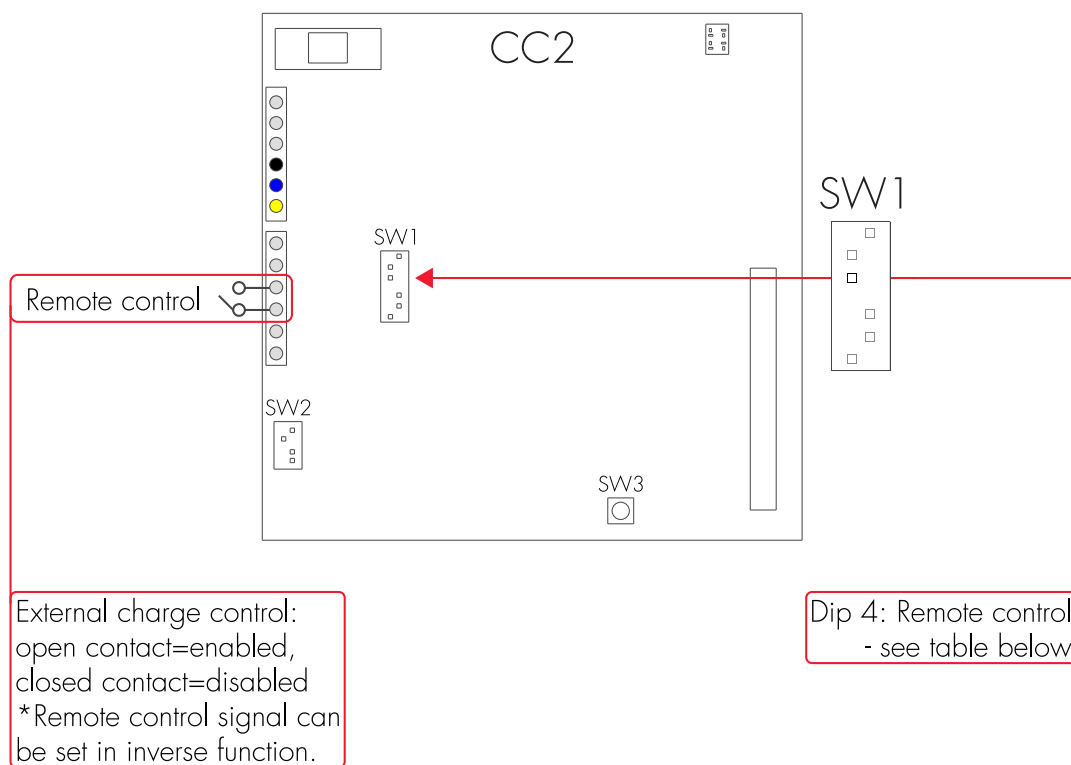 CC2
SW1
SW1
Remote control
SW2
SW3
External charge control:
open contact=enabled,
closed contact=disabled
*Remote control signal can
be set in inverse function.
Dip 4: Remote control
- see table below